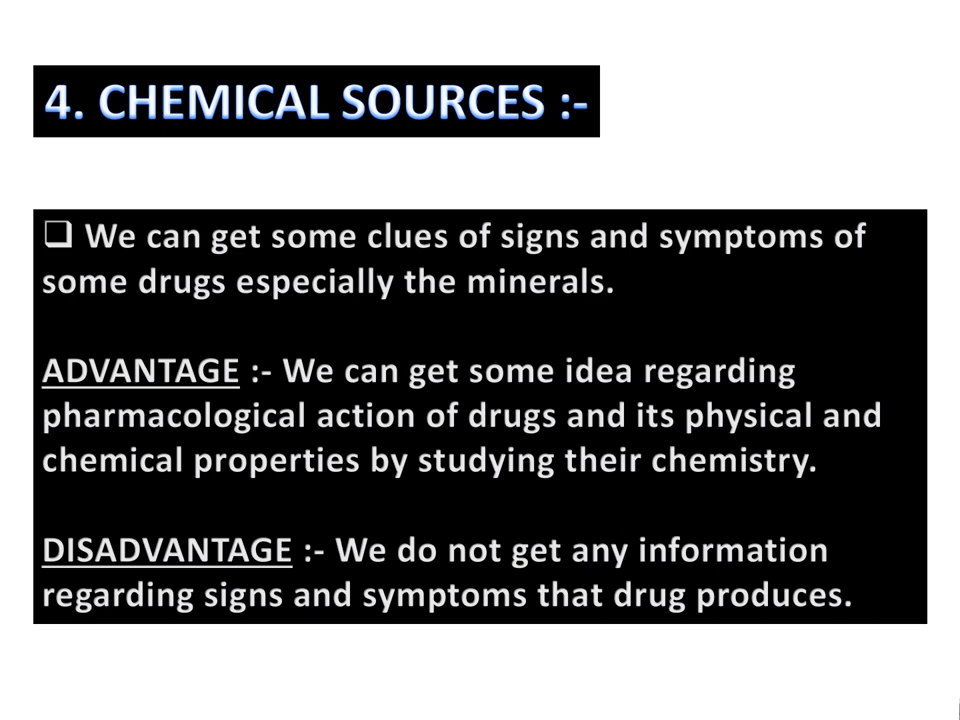 4. CHEMICAL SOURCES :-
❑ We can get some clues of signs and symptoms of
some drugs especially the minerals.
ADVANTAGE :- We can get some idea regarding
pharmacological action of drugs and its physical and
chemical properties by studying their chemistry.
DISADVANTAGE :- We do not get any information
regarding signs and symptoms that drug produces.